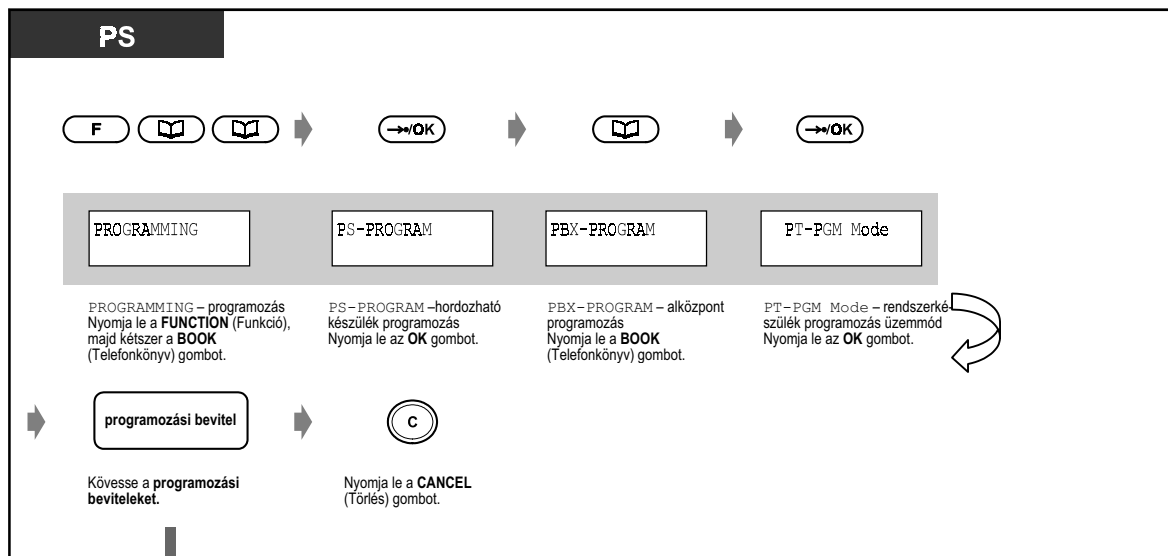 PS
F
→•/OK
→•/OK
PROGRAMMING
PS-PROGRAM
PBX-PROGRAM
PT-PGM Mode
PROGRAMMING – programozás
Nyomja le a FUNCTION (Funkció),
majd kétszer a BOOK
(Telefonkönyv) gombot.
PS-PROGRAM –hordozható
készülék programozás
Nyomja le az OK gombot.
PBX-PROGRAM – alközpont
programozás
Nyomja le a BOOK
(Telefonkönyv) gombot.
PT-PGM Mode – rendszerké-
szülék programozás üzemmód
Nyomja le az OK gombot.
programozási bevitel
C
Kövesse a programozási
beviteleket.
Nyomja le a CANCEL
(Törlés) gombot.